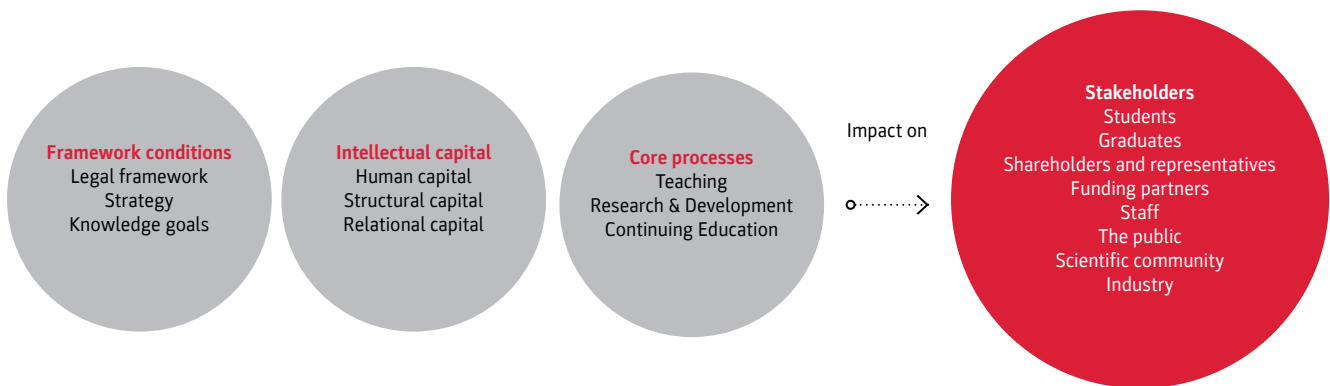 Framework conditions
Legal framework
Strategy
Knowledge goals
Intellectual capital
Human capital
Structural capital
Relational capital
Core processes
Teaching
Research & Development
Continuing Education
Impact on
Stakeholders
Students
Graduates
Shareholders and representatives
Funding partners
Staff
The public
Scientific community
Industry